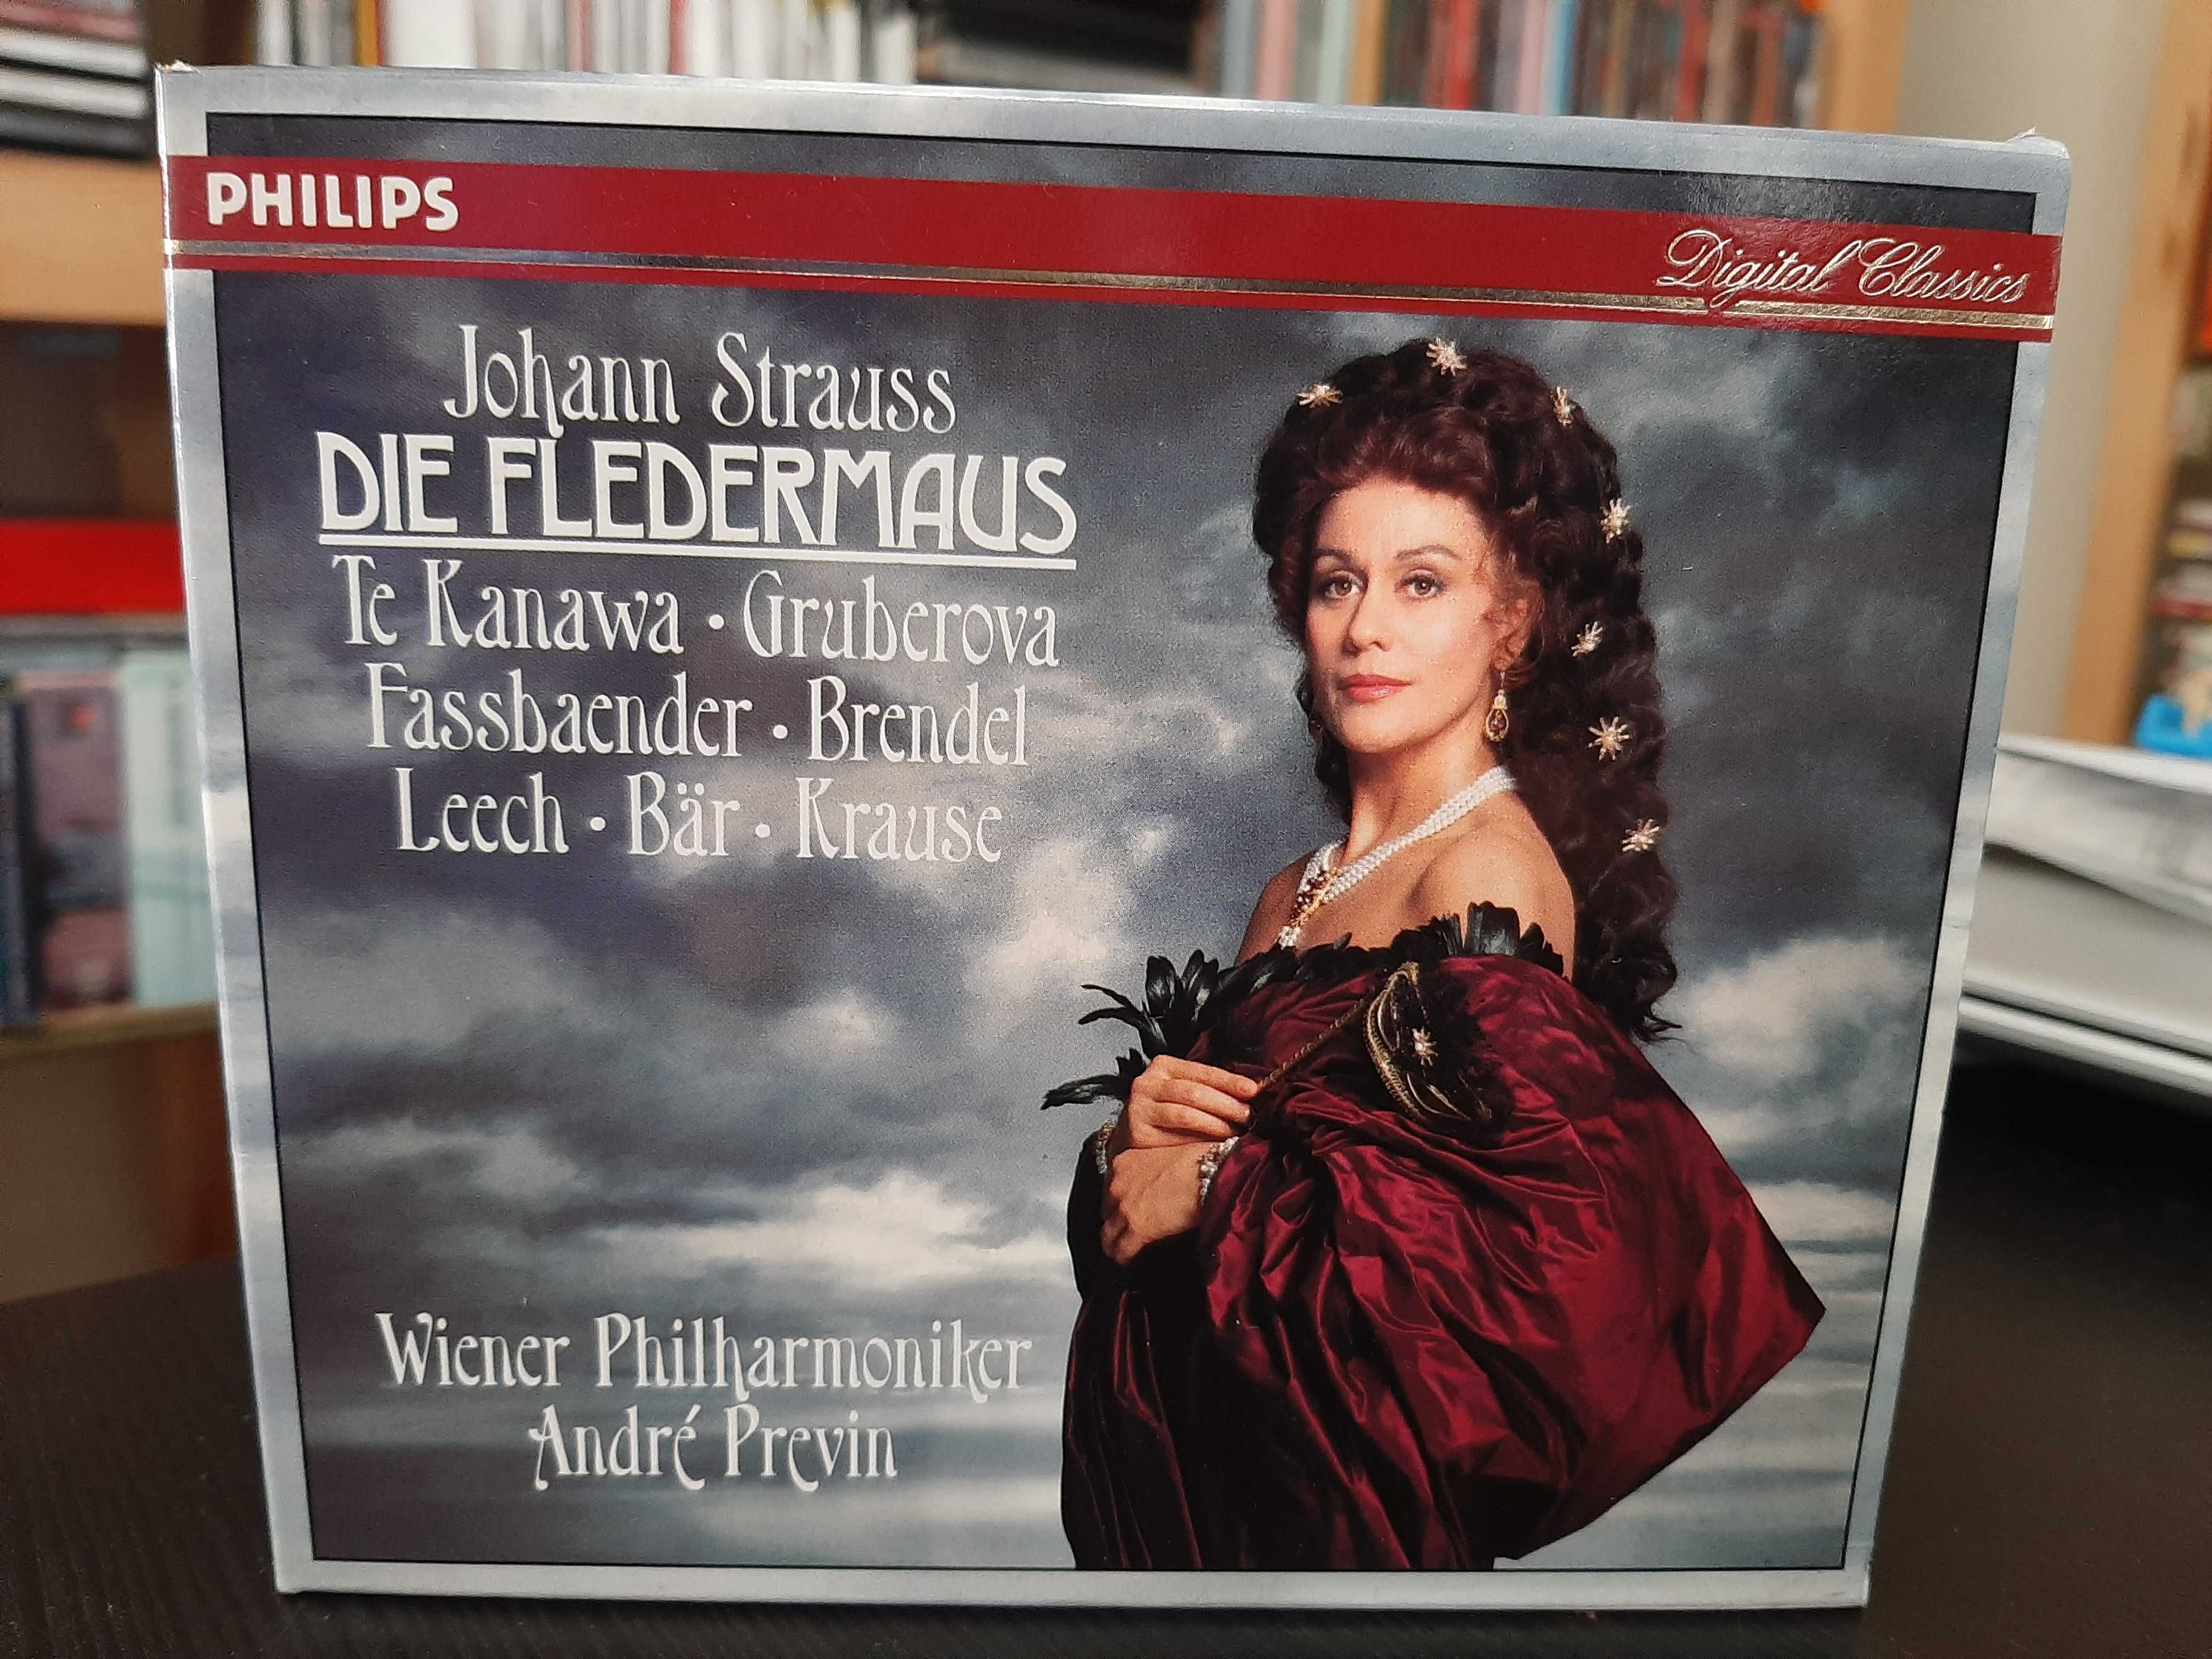 PHILIPS
Digital Classics
Johann Strauss
DIE FLEDERMAUS
Te Kanawa · Gruberova
Fassbaender · Brendel
Leech · Bär · Krause
Wiener Philharmoniker
André Previn